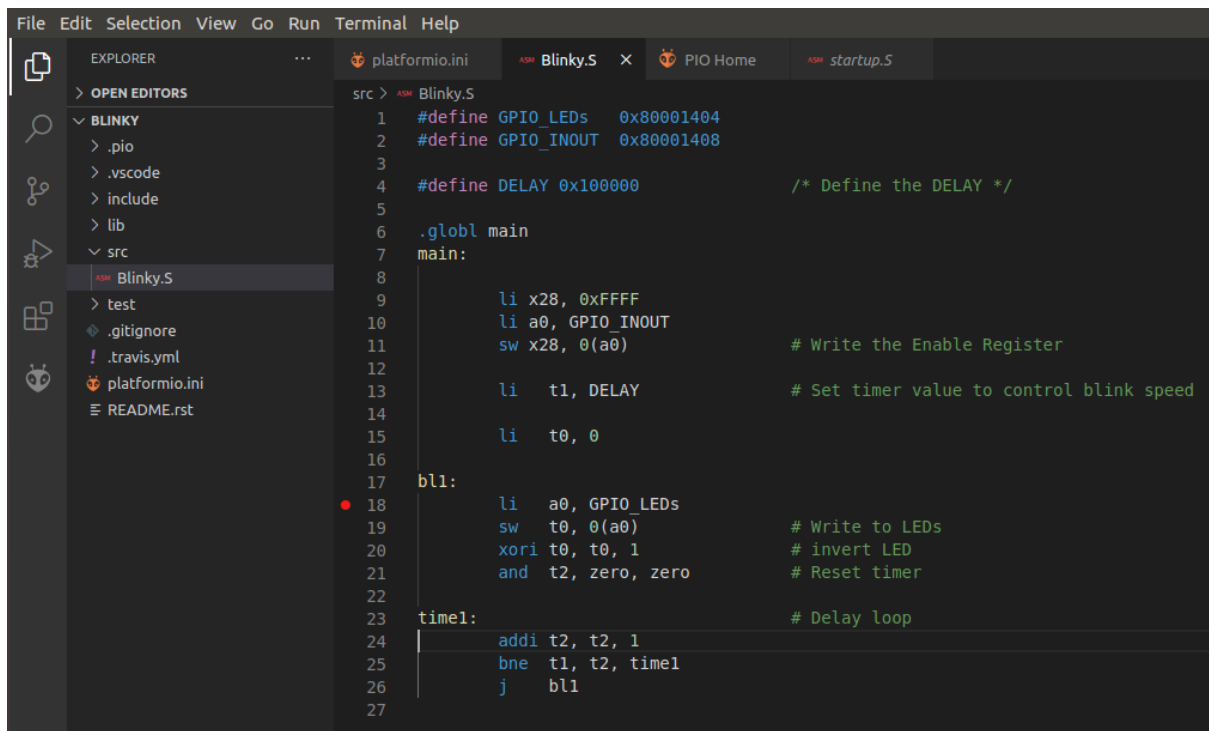 File Edit Selection View Go Run Terminal Help
EXPLORER ...
> OPEN EDITORS
BLINKY
> .pio
> .vscode
> include
> lib
src
ASM Blinky.S
> test
.gitignore
! .travis.yml
platformio.ini
README.rst
platformio.ini ASM Blinky.S × PIO Home ASM startup.S
src > ASM Blinky.S
1 #define GPIO_LEDs 0x80001404
2 #define GPIO_INOUT 0x80001408
3
4 #define DELAY 0x100000 /* Define the DELAY */
5
6 .globl main
7 main:
8
9 li x28, 0xFFFF
10 li a0, GPIO_INOUT
11 sw x28, 0(a0) # Write the Enable Register
12
13 li t1, DELAY # Set timer value to control blink speed
14
15 li t0, 0
16
17 bl1:
18 li a0, GPIO_LEDs
19 sw t0, 0(a0) # Write to LEDs
20 xori t0, t0, 1 # invert LED
21 and t2, zero, zero # Reset timer
22
23 time1: # Delay loop
24 addi t2, t2, 1
25 bne t1, t2, time1
26 j bl1
27